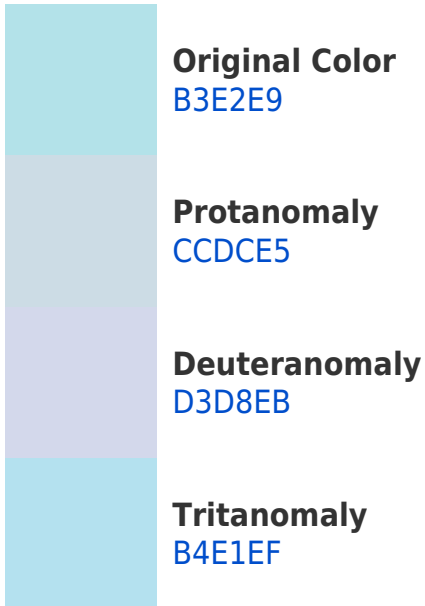 Original Color
B3E2E9
Protanomaly
CCDCE5
Deuteranomaly
D3D8EB
Tritanomaly
B4E1EF